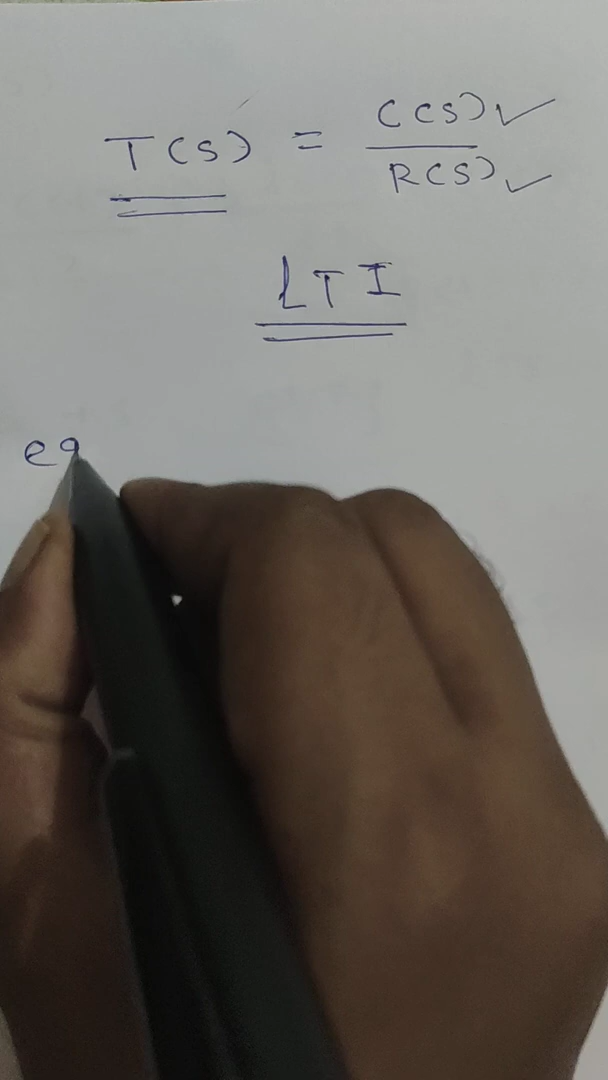 T(S) = C(S) ✓
R(S) ✓
LTI
eg